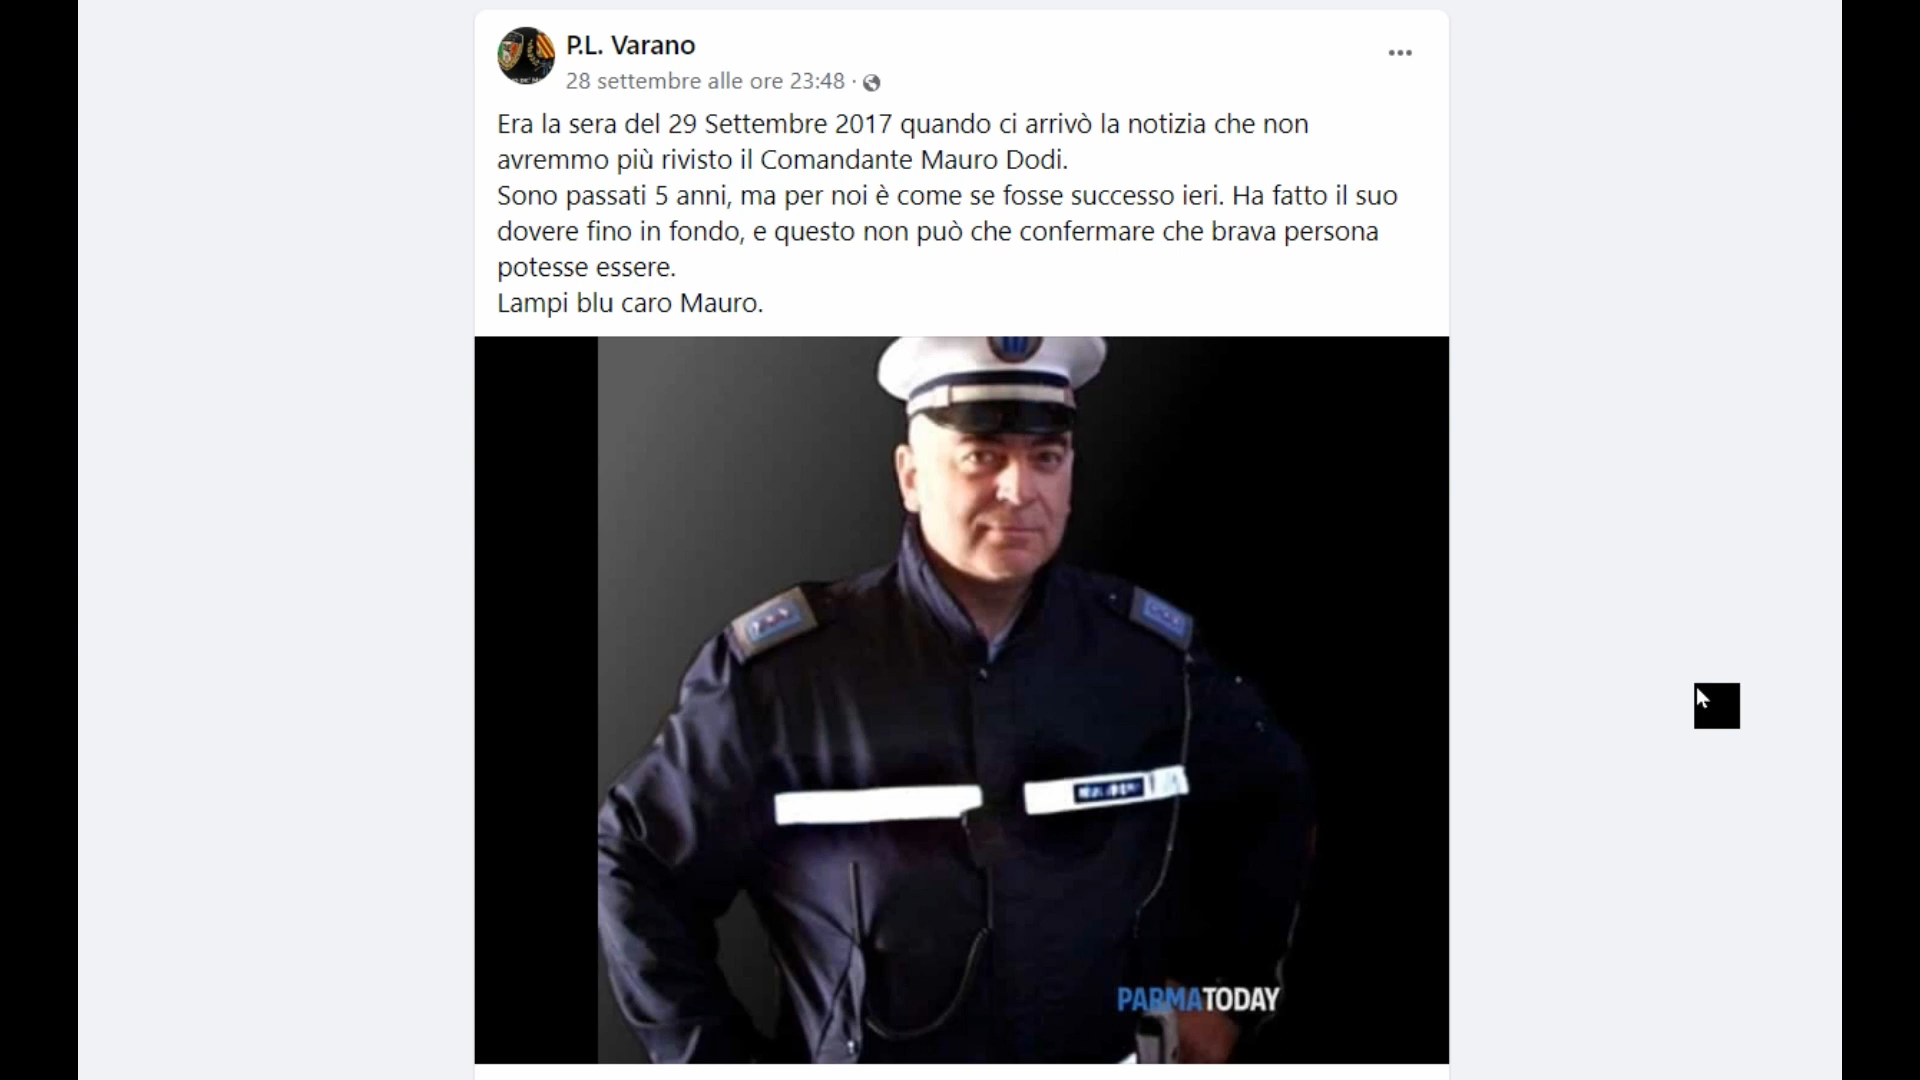 P.L. Varano
28 settembre alle ore 23:48 ·
Era la sera del 29 Settembre 2017 quando ci arrivò la notizia che non
avremmo più rivisto il Comandante Mauro Dodi.
Sono passati 5 anni, ma per noi è come se fosse successo ieri. Ha fatto il suo
dovere fino in fondo, e questo non può che confermare che brava persona
potesse essere.
Lampi blu caro Mauro.
PARMATODAY